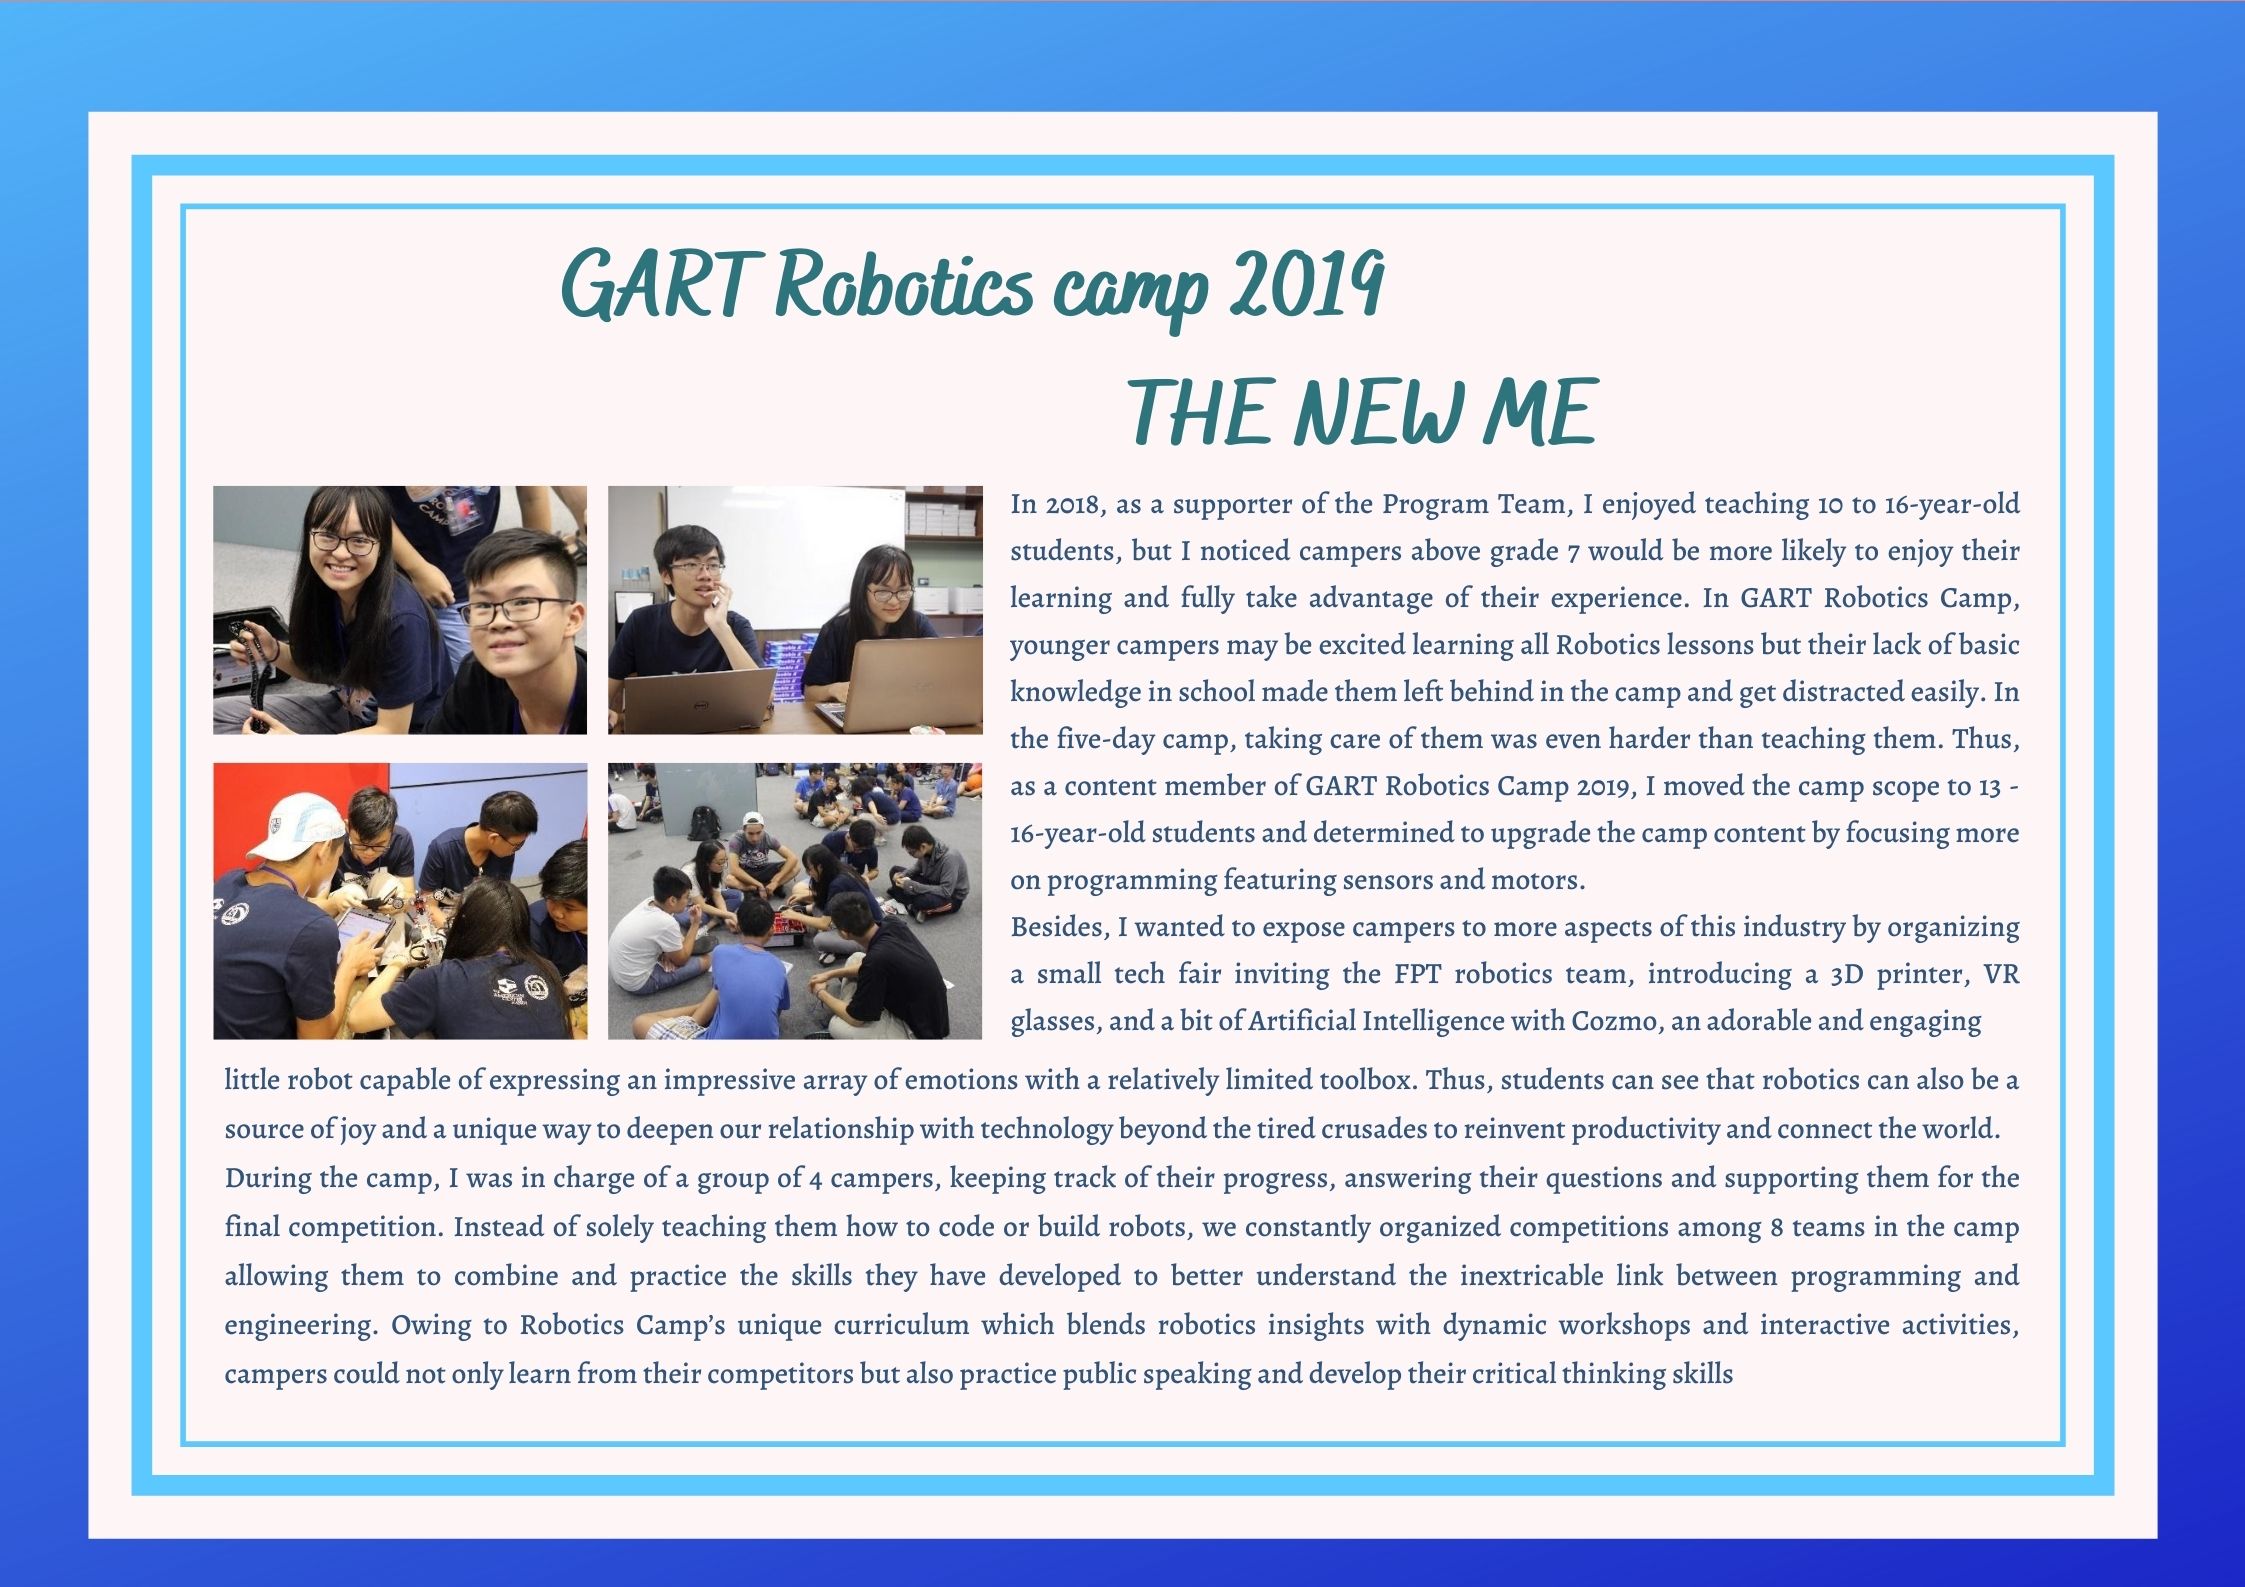 GART Robotics camp 2019
THE NEW ME
In 2018, as a supporter of the Program Team, I enjoyed teaching 10 to 16-year-old
students, but I noticed campers above grade 7 would be more likely to enjoy their
learning and fully take advantage of their experience. In GART Robotics Camp,
younger campers may be excited learning all Robotics lessons but their lack of basic
knowledge in school made them left behind in the camp and get distracted easily. In
the five-day camp, taking care of them was even harder than teaching them. Thus,
as a content member of GART Robotics Camp 2019, I moved the camp scope to 13 -
16-year-old students and determined to upgrade the camp content by focusing more
on programming featuring sensors and motors.
Besides, I wanted to expose campers to more aspects of this industry by organizing
a small tech fair inviting the FPT robotics team, introducing a 3D printer, VR
glasses, and a bit of Artificial Intelligence with Cozmo, an adorable and engaging
little robot capable of expressing an impressive array of emotions with a relatively limited toolbox. Thus, students can see that robotics can also be a
source of joy and a unique way to deepen our relationship with technology beyond the tired crusades to reinvent productivity and connect the world.
During the camp, I was in charge of a group of 4 campers, keeping track of their progress, answering their questions and supporting them for the
final competition. Instead of solely teaching them how to code or build robots, we constantly organized competitions among 8 teams in the camp
allowing them to combine and practice the skills they have developed to better understand the inextricable link between programming and
engineering. Owing to Robotics Camp’s unique curriculum which blends robotics insights with dynamic workshops and interactive activities,
campers could not only learn from their competitors but also practice public speaking and develop their critical thinking skills